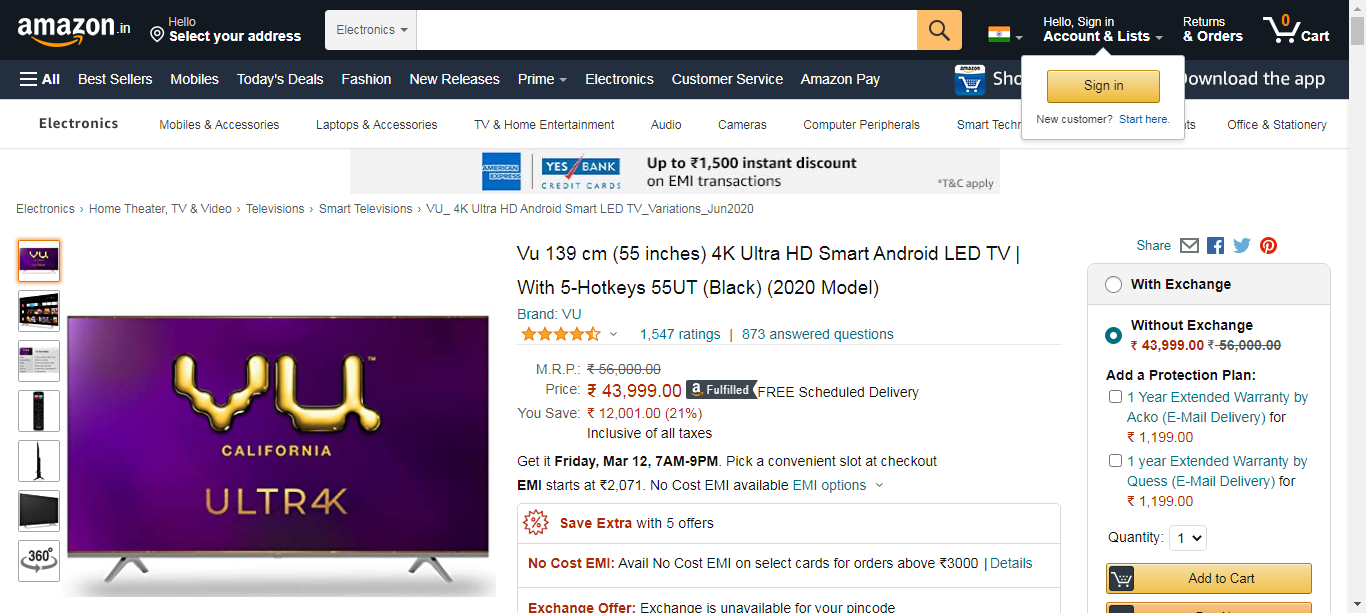 amazon.in
Hello
Select your address
Electronics
Hello, Sign in
Account & Lists
Returns
& Orders
0
Cart
All
Best Sellers
Mobiles
Today's Deals
Fashion
New Releases
Prime
Electronics
Customer Service
Amazon Pay
amazon
Sho
Download the app
Sign in
New customer? Start here.
Electronics
Mobiles & Accessories
Laptops & Accessories
TV & Home Entertainment
Audio
Cameras
Computer Peripherals
Smart Techn
ts
Office & Stationery
AMERICAN EXPRESS
YES BANK
CREDIT CARDS
Up to ₹1,500 instant discount
on EMI transactions
*T&C apply
Electronics › Home Theater, TV & Video › Televisions › Smart Televisions › VU_ 4K Ultra HD Android Smart LED TV_Variations_Jun2020
vu
360°
vu™
CALIFORNIA
ULTR4K
Vu 139 cm (55 inches) 4K Ultra HD Smart Android LED TV |
With 5-Hotkeys 55UT (Black) (2020 Model)
Brand: VU
1,547 ratings | 873 answered questions
M.R.P.: ₹ 56,000.00
Price: ₹ 43,999.00 a Fulfilled FREE Scheduled Delivery
You Save: ₹ 12,001.00 (21%)
Inclusive of all taxes
Get it Friday, Mar 12, 7AM-9PM. Pick a convenient slot at checkout
EMI starts at ₹2,071. No Cost EMI available EMI options
Save Extra with 5 offers
No Cost EMI: Avail No Cost EMI on select cards for orders above ₹3000 | Details
Exchange Offer: Exchange is unavailable for your pincode
Share
With Exchange
Without Exchange
₹ 43,999.00 ₹ 56,000.00
Add a Protection Plan:
1 Year Extended Warranty by
Acko (E-Mail Delivery) for
₹ 1,199.00
1 year Extended Warranty by
Quess (E-Mail Delivery) for
₹ 1,199.00
Quantity: 1
Add to Cart